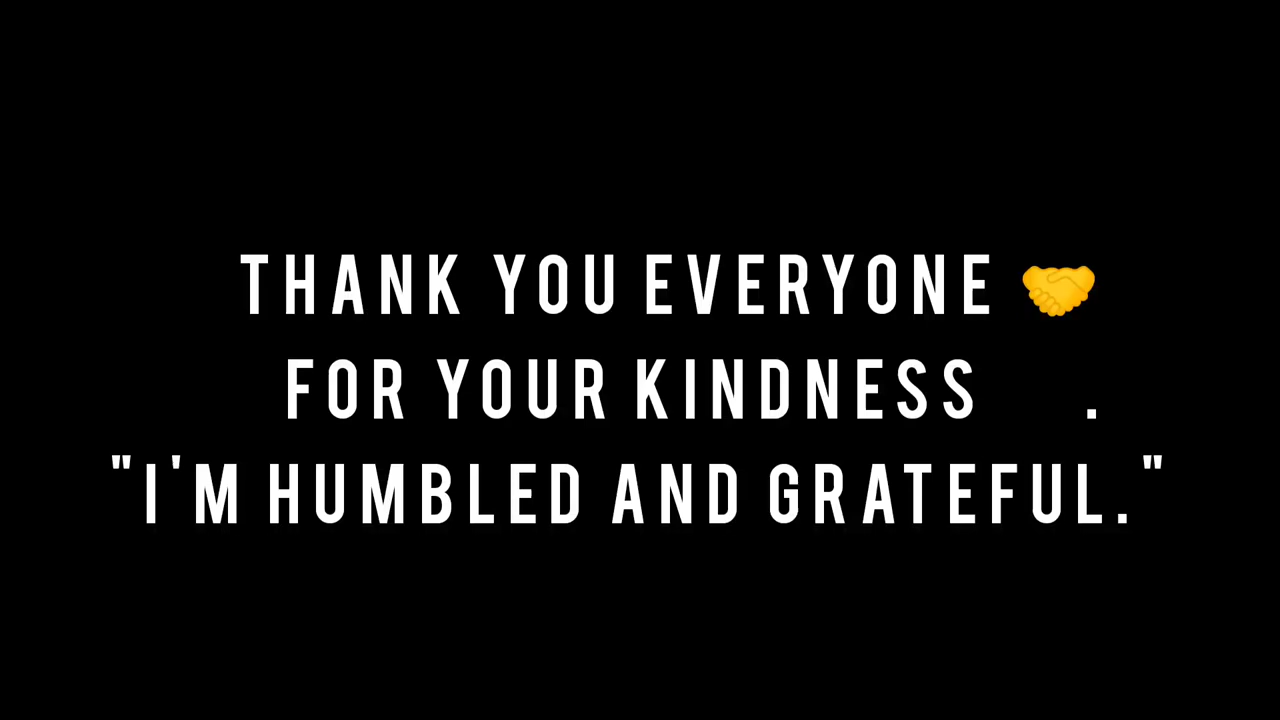 THANK YOU EVERYONE 🤝
FOR YOUR KINDNESS .
"I'M HUMBLED AND GRATEFUL."